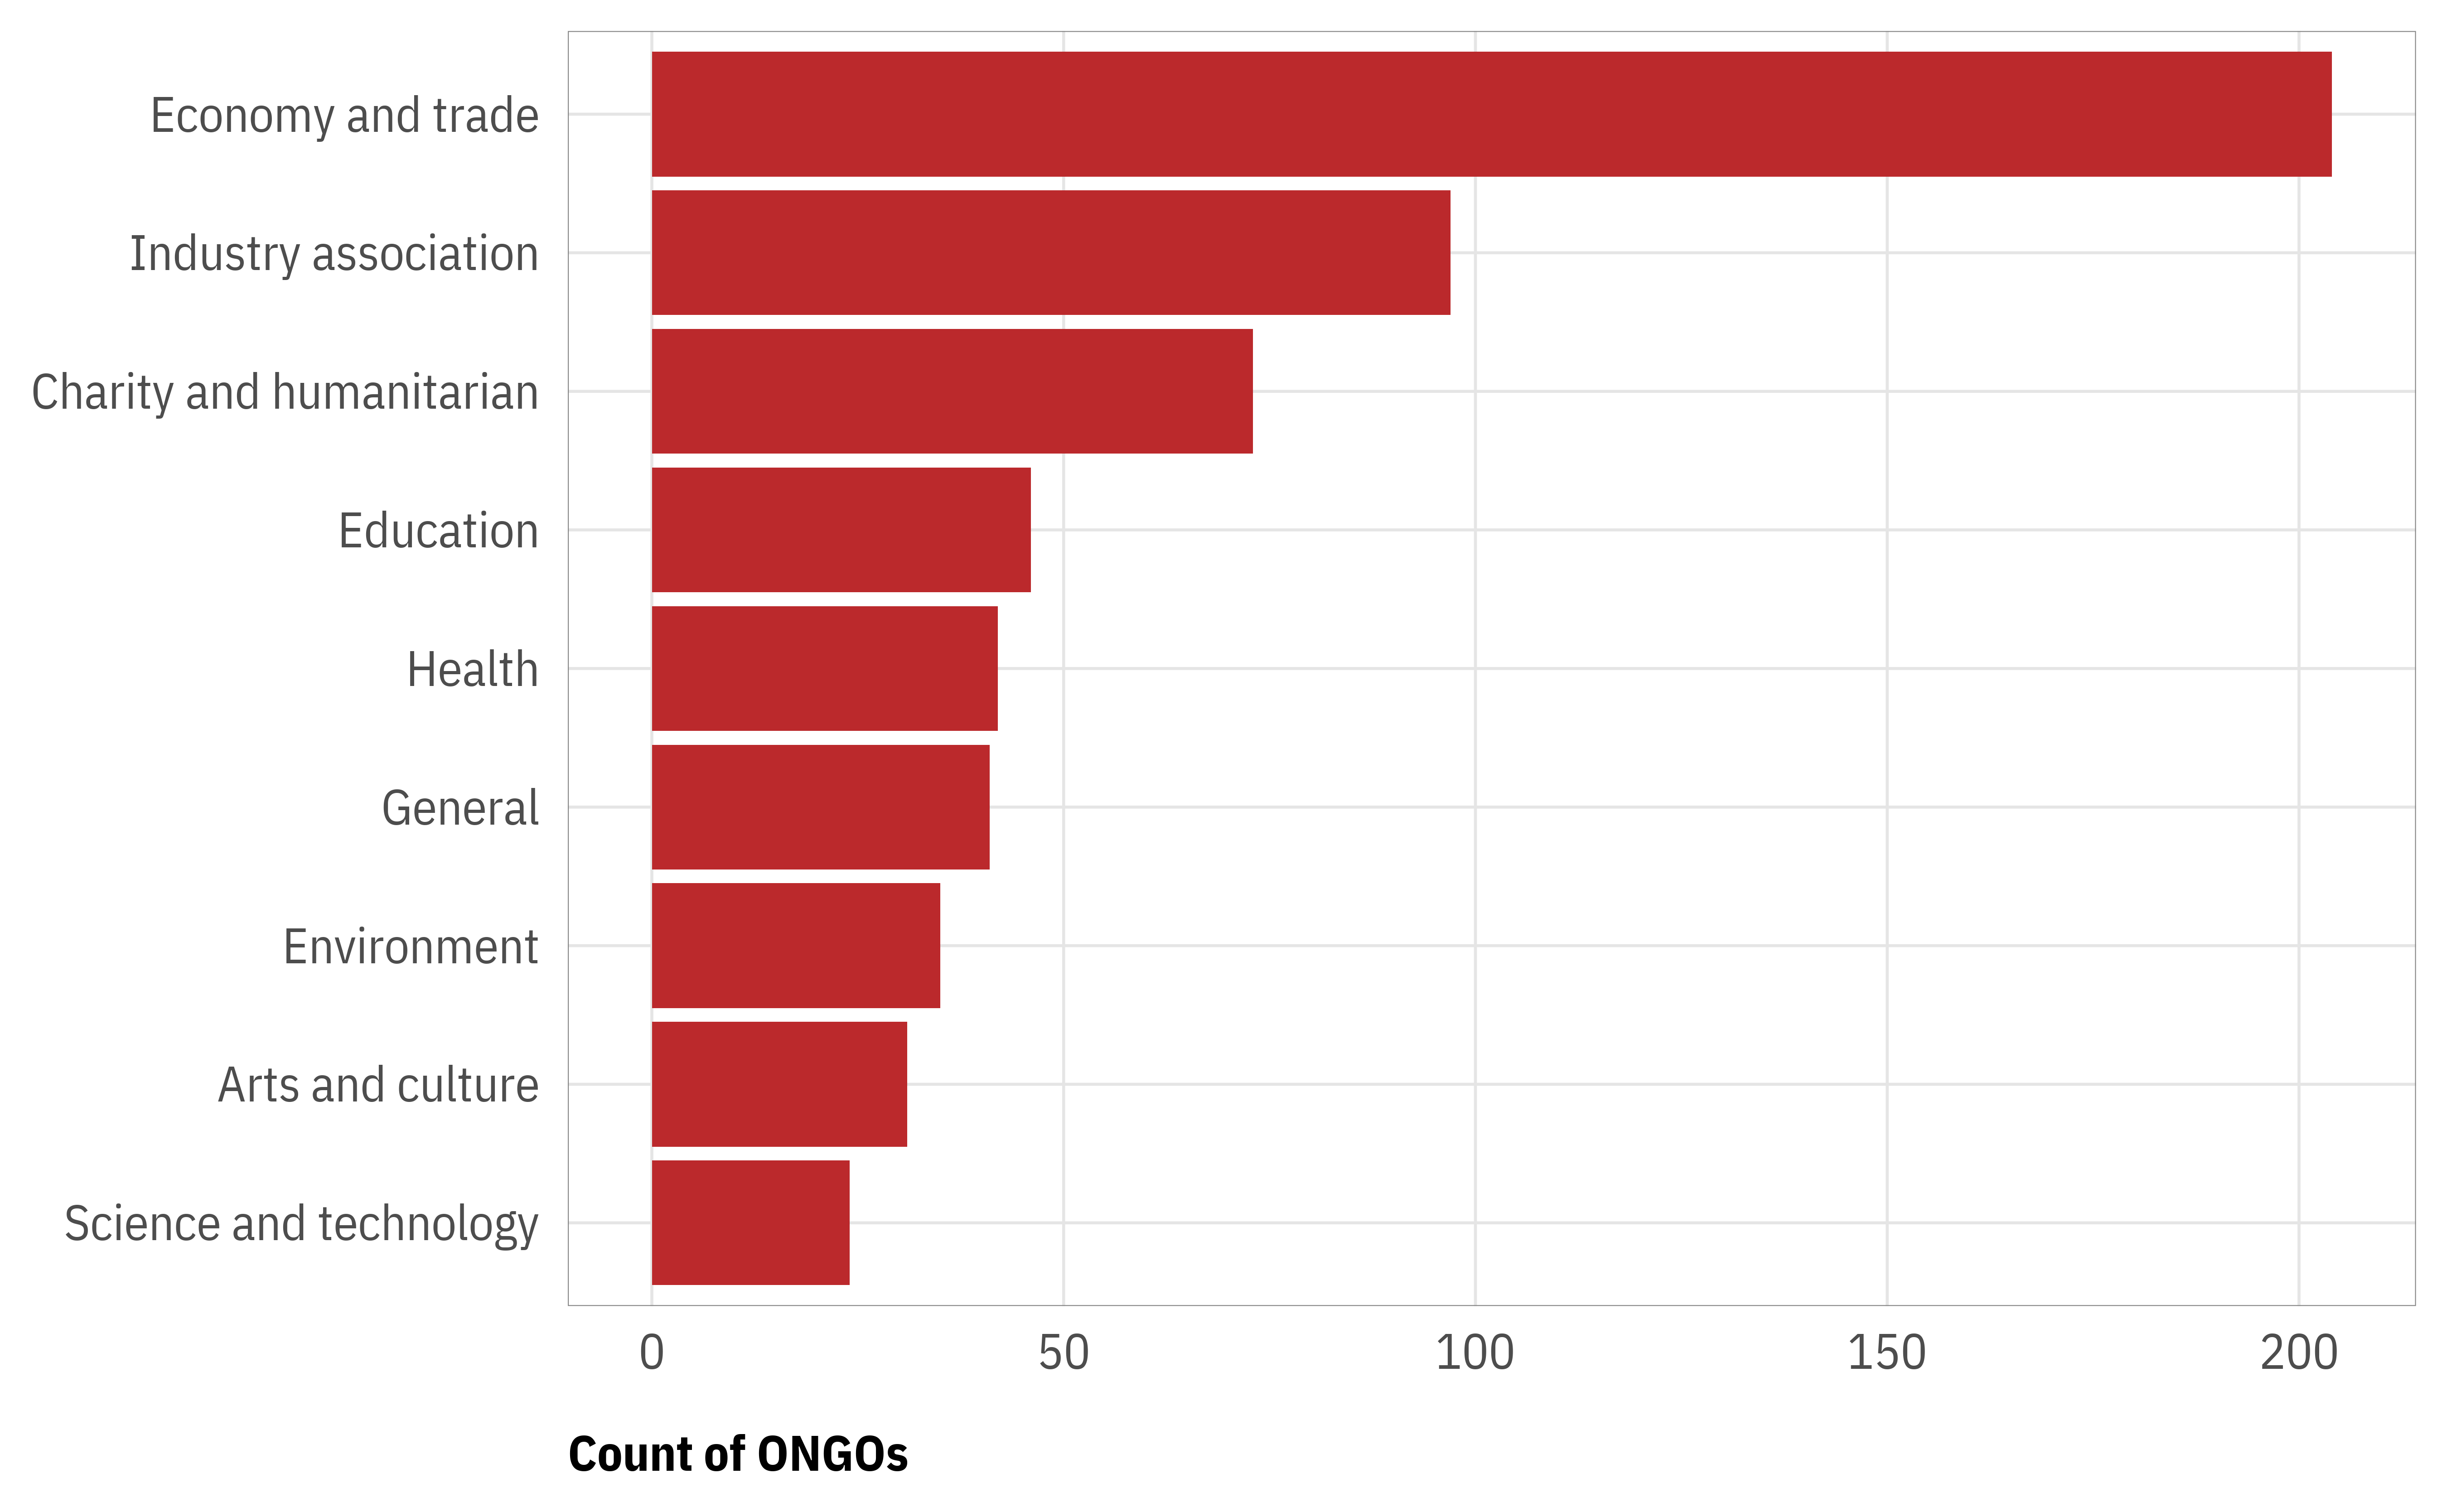 Economy and trade
Industry association
Charity and humanitarian
Education
Health
General
Environment
Arts and culture
Science and technology
0 50 100 150 200
Count of ONGOs